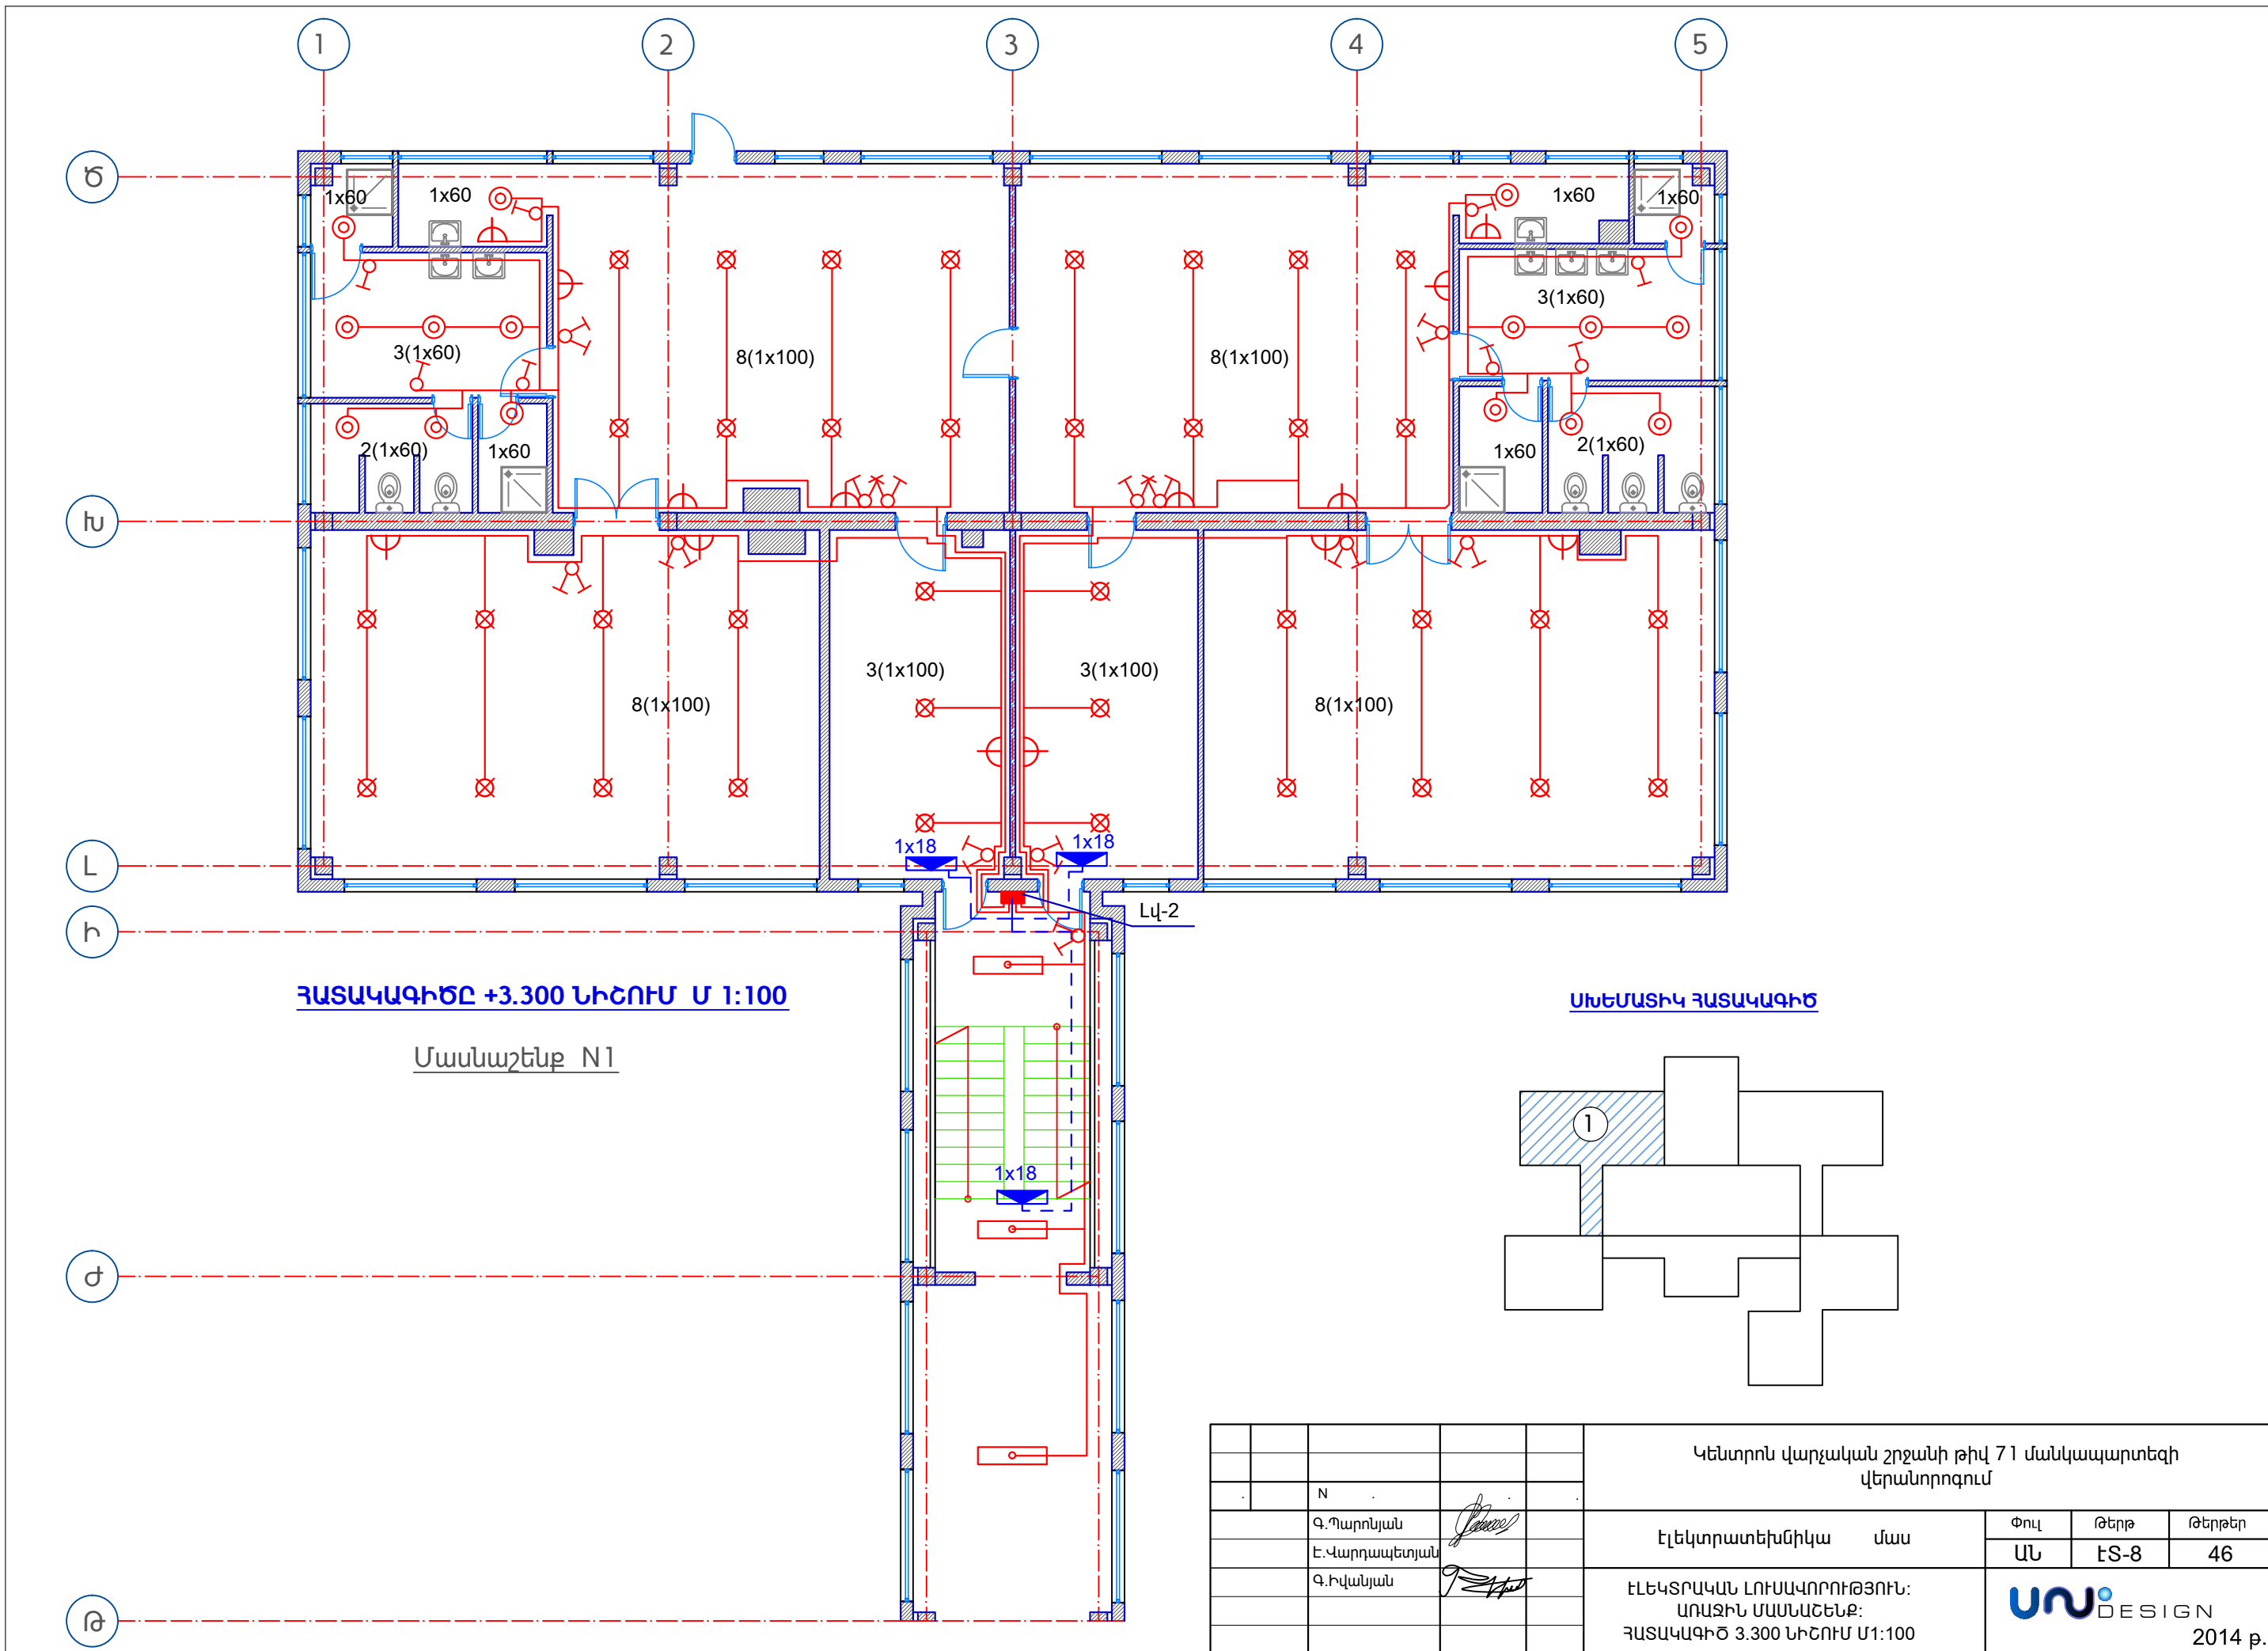 1 2 3 4 5
Ծ
1x60 1x60 1x60 1x60
3(1x60)
3(1x60) 8(1x100) 8(1x100)
2(1x60) 1x60 1x60 2(1x60)
Խ
3(1x100) 3(1x100)
8(1x100) 8(1x100)
1x18 1x18
Լ
Լվ-2
Ի
ՀԱՏԱԿԱԳԻԾԸ +3.300 ՆԻՇՈՒՄ Մ 1:100
Մասնաշենք N1
1x18
Ժ
Թ
ՍԽԵՄԱՏԻԿ ՀԱՏԱԿԱԳԻԾ
1
Կենտրոն վարչական շրջանի թիվ 71 մանկապարտեզի
վերանորոգում
N
Գ.Պարոնյան
Է.Վարդապետյան
Գ.Իվանյան
Էլեկտրատեխնիկա մաս
Փուլ Թերթ Թերթեր
ԱՆ ԷՏ-8 46
ԷԼԵԿՏՐԱԿԱՆ ԼՈՒՍԱՎՈՐՈՒԹՅՈՒՆ:
ԱՌԱՋԻՆ ՄԱՍՆԱՇԵՆՔ:
ՀԱՏԱԿԱԳԻԾ 3.300 ՆԻՇՈՒՄ Մ1:100
UNI DESIGN
2014 թ.